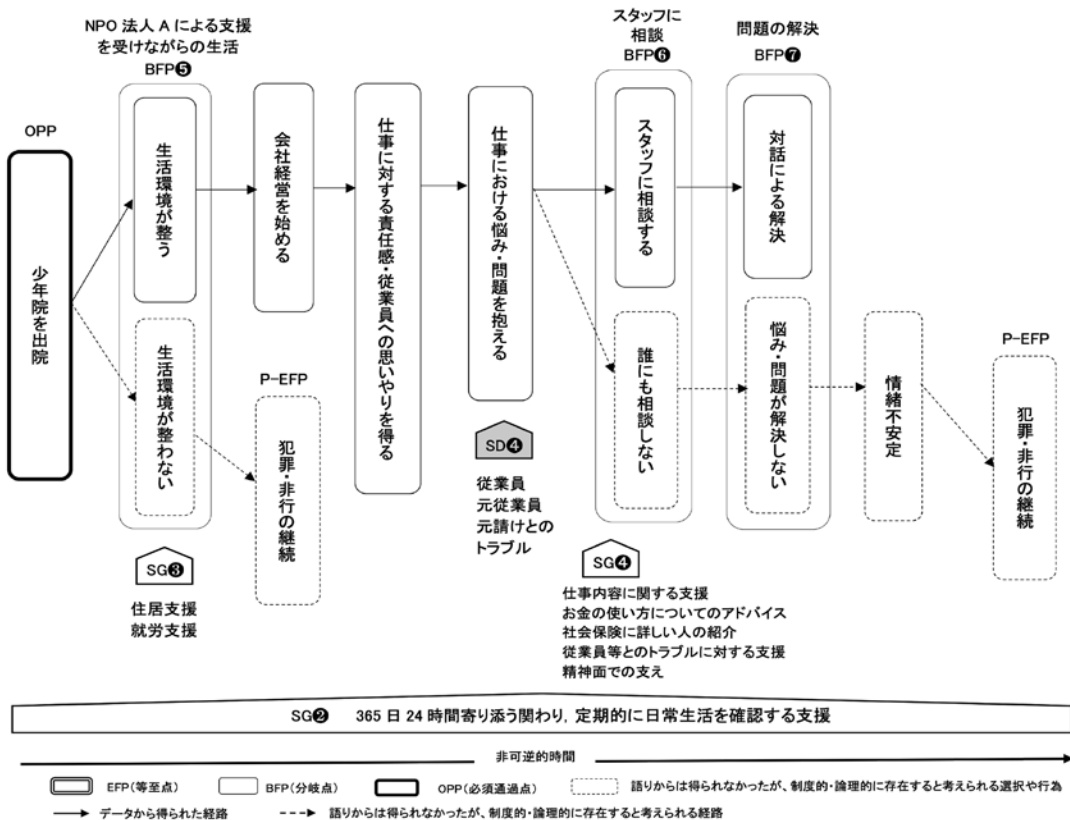 NPO 法人 A による支援
を受けながらの生活
BFP❺
スタッフに
相談
BFP❻
問題の解決
BFP❼
OPP
少年院を出院
生活環境が整う
生活環境が整わない
会社経営を始める
P-EFP
犯罪・非行の継続
仕事に対する責任感・従業員への思いやりを得る
仕事における悩み・問題を抱える
スタッフに相談する
誰にも相談しない
対話による解決
悩み・問題が解決しない
情緒不安定
P-EFP
犯罪・非行の継続
SG❸
住居支援
就労支援
SD❹
従業員
元従業員
元請けとの
トラブル
SG❹
仕事内容に関する支援
お金の使い方についてのアドバイス
社会保険に詳しい人の紹介
従業員等とのトラブルに対する支援
精神面での支え
SG❷ 365 日 24 時間寄り添う関わり，定期的に日常生活を確認する支援
非可逆的時間
EFP（等至点） BFP（分岐点） OPP（必須通過点） 語りからは得られなかったが、制度的・論理的に存在すると考えられる選択や行為
データから得られた経路 語りからは得られなかったが、制度的・論理的に存在すると考えられる経路